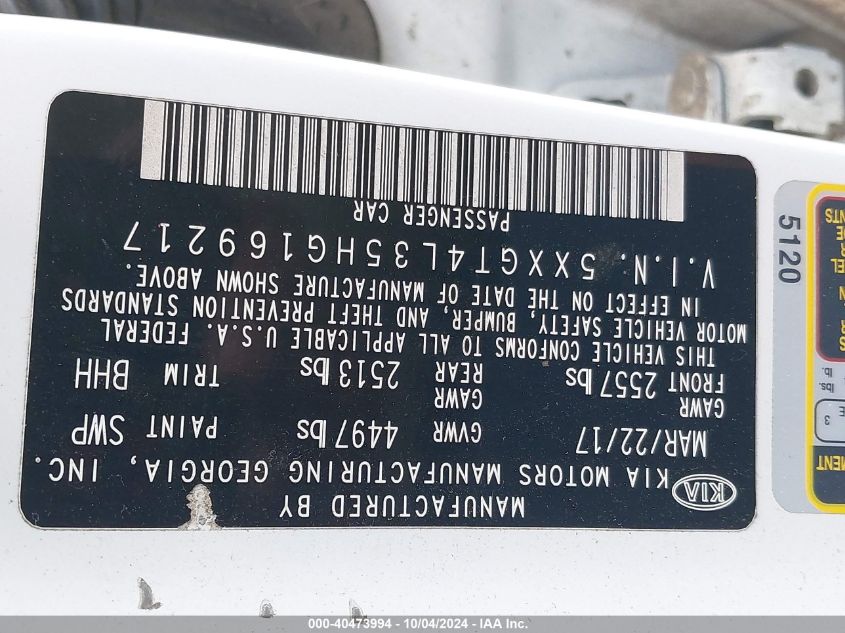 MANUFACTURED BY
KIA KIA MOTORS MANUFACTURING GEORGIA, INC.
MAR/22/17 GVWR 4497 lbs PAINT SWP
GAWR FRONT 2557 lbs GAWR REAR 2513 lbs TRIM BHH
THIS VEHICLE CONFORMS TO ALL APPLICABLE U.S.A. FEDERAL
MOTOR VEHICLE SAFETY, BUMPER, AND THEFT PREVENTION STANDARDS
IN EFFECT ON THE DATE OF MANUFACTURE SHOWN ABOVE.
V.I.N. 5XXGT4L35HG169217
PASSENGER CAR
5120
lbs.
lb.
3
000-40473994 - 10/04/2024 - IAA Inc.